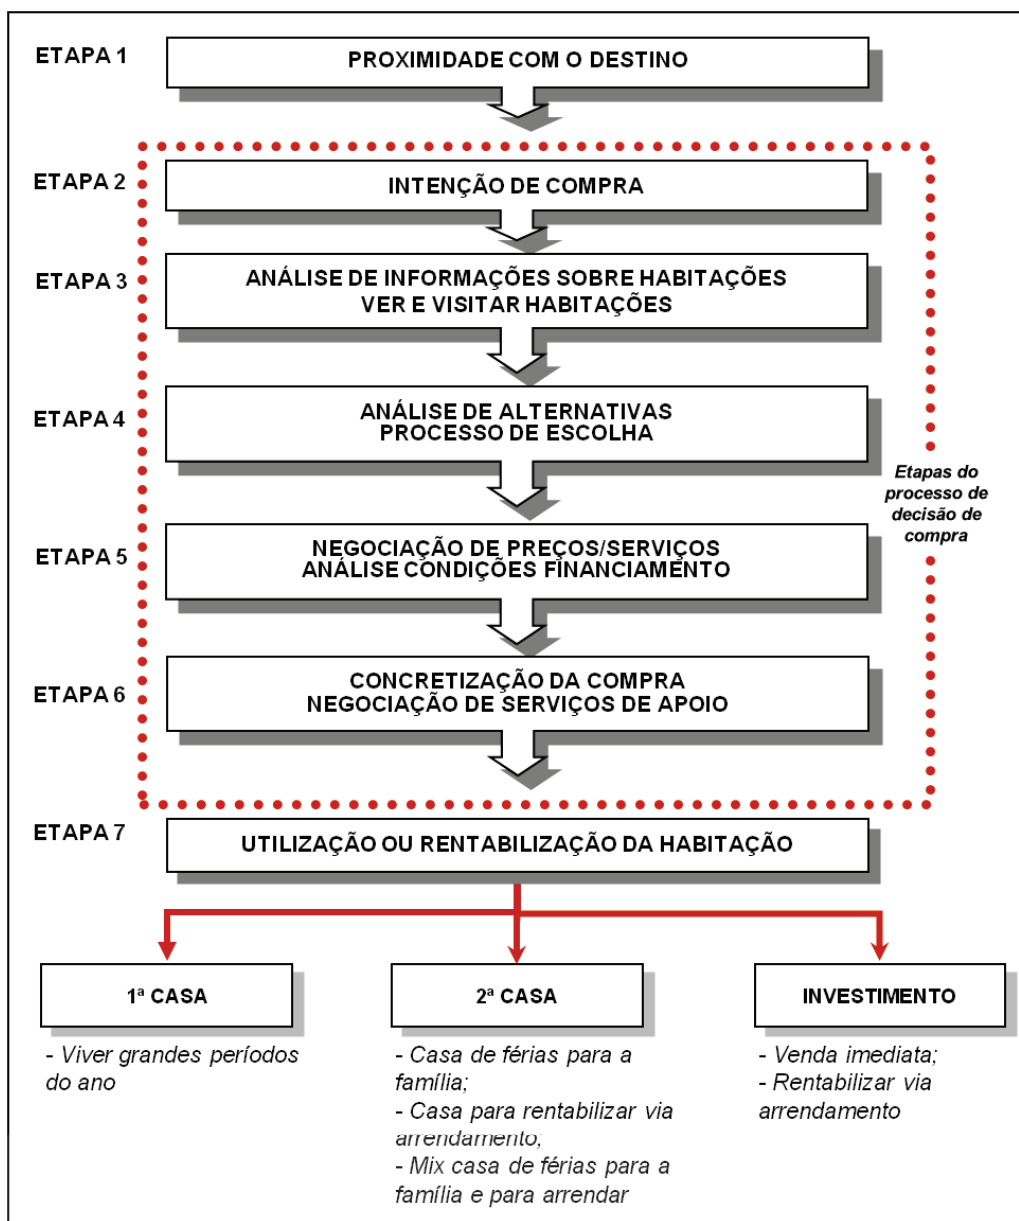 ETAPA 1
PROXIMIDADE COM O DESTINO
ETAPA 2
INTENÇÃO DE COMPRA
ETAPA 3
ANÁLISE DE INFORMAÇÕES SOBRE HABITAÇÕES
VER E VISITAR HABITAÇÕES
ETAPA 4
ANÁLISE DE ALTERNATIVAS
PROCESSO DE ESCOLHA
Etapas do
processo de
decisão de
compra
ETAPA 5
NEGOCIAÇÃO DE PREÇOS/SERVIÇOS
ANÁLISE CONDIÇÕES FINANCIAMENTO
ETAPA 6
CONCRETIZAÇÃO DA COMPRA
NEGOCIAÇÃO DE SERVIÇOS DE APOIO
ETAPA 7
UTILIZAÇÃO OU RENTABILIZAÇÃO DA HABITAÇÃO
1ª CASA
- Viver grandes períodos
do ano
2ª CASA
- Casa de férias para a
família;
- Casa para rentabilizar via
arrendamento;
- Mix casa de férias para a
família e para arrendar
INVESTIMENTO
- Venda imediata;
- Rentabilizar via
arrendamento